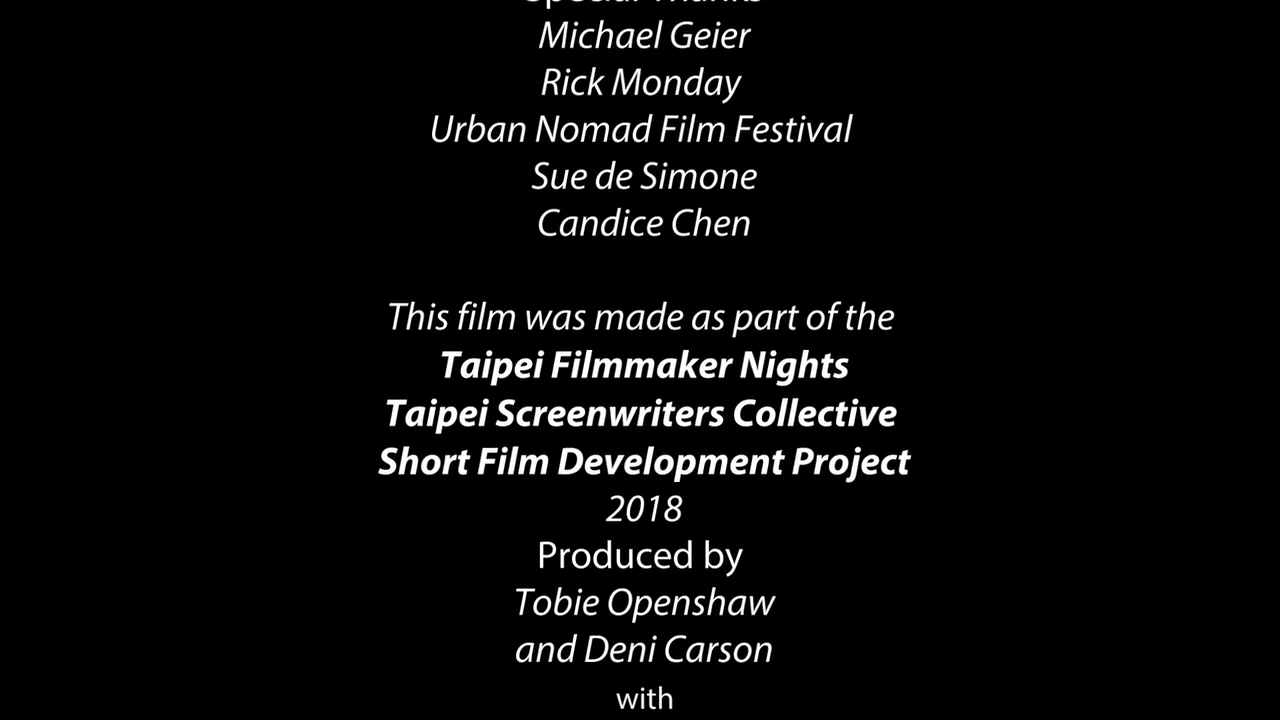 Special Thanks
Michael Geier
Rick Monday
Urban Nomad Film Festival
Sue de Simone
Candice Chen
This film was made as part of the
Taipei Filmmaker Nights
Taipei Screenwriters Collective
Short Film Development Project
2018
Produced by
Tobie Openshaw
and Deni Carson
with